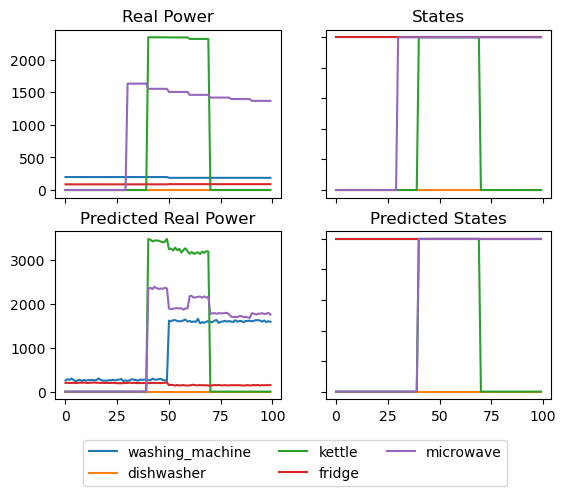 Real Power
States
2000
1500
1000
500
0
Predicted Real Power
Predicted States
3000
2000
1000
0
0 25 50 75 100
0 25 50 75 100
washing_machine kettle microwave
dishwasher fridge